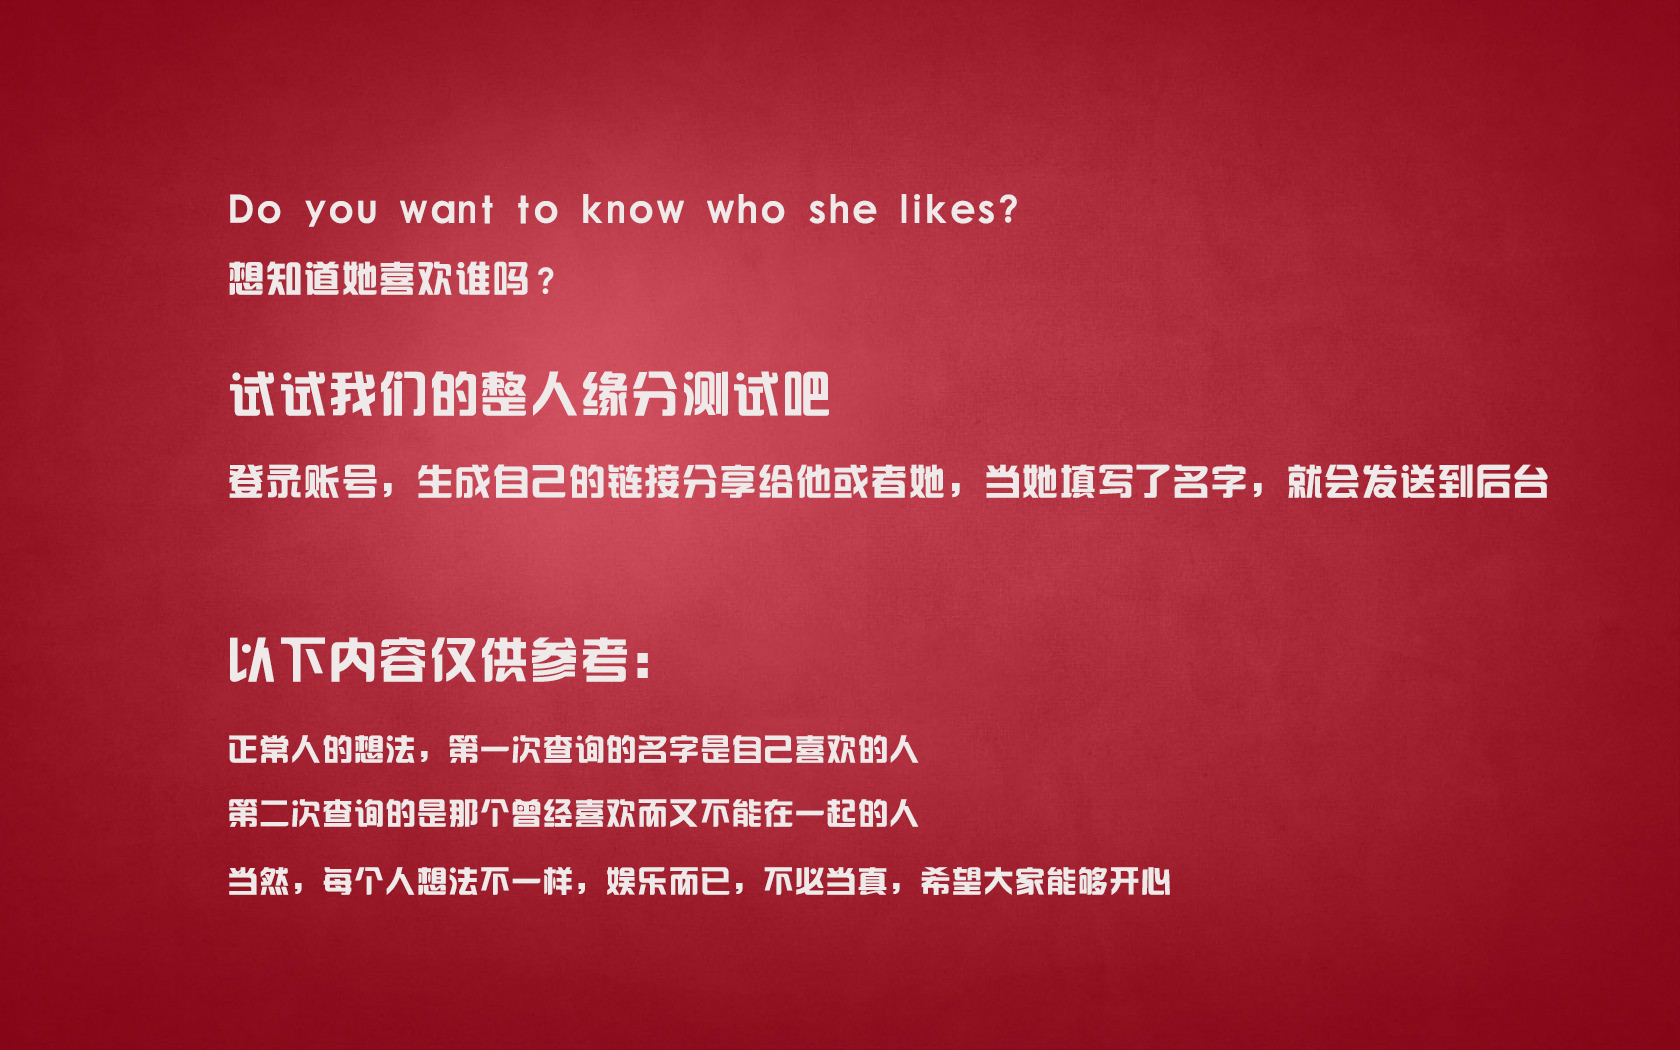 Do you want to know who she likes?
想知道她喜欢谁吗？
试试我们的整人缘分测试吧
登录账号，生成自己的链接分享给他或者她，当她填写了名字，就会发送到后台
以下内容仅供参考：
正常人的想法，第一次查询的名字是自己喜欢的人
第二次查询的是那个曾经喜欢而又不能在一起的人
当然，每个人想法不一样，娱乐而已，不必当真，希望大家能够开心